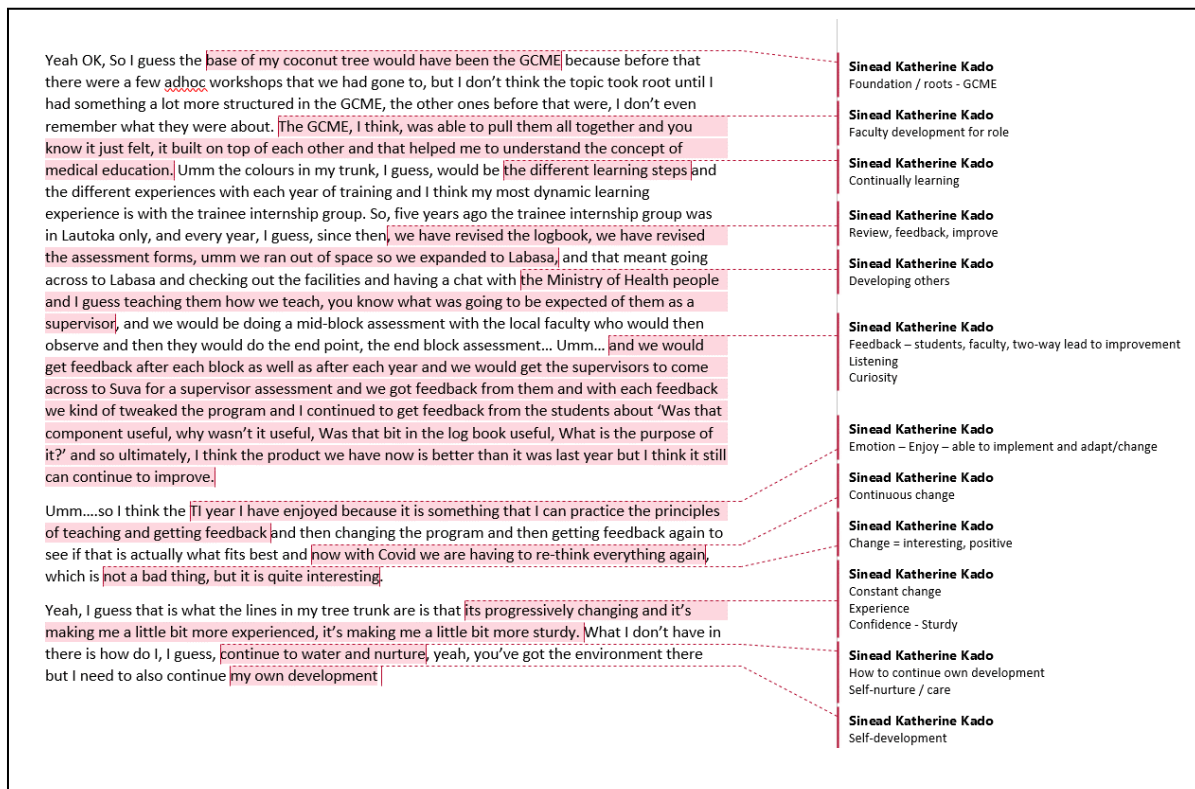 Yeah OK, So I guess the base of my coconut tree would have been the GCME because before that
there were a few adhoc workshops that we had gone to, but I don't think the topic took root until I
had something a lot more structured in the GCME, the other ones before that were, I don't even
remember what they were about. The GCME, I think, was able to pull them all together and you
know it just felt, it built on top of each other and that helped me to understand the concept of
medical education. Umm the colours in my trunk, I guess, would be the different learning steps and
the different experiences with each year of training and I think my most dynamic learning
experience is with the trainee internship group. So, five years ago the trainee internship group was
in Lautoka only, and every year, I guess, since then, we have revised the logbook, we have revised
the assessment forms, umm we ran out of space so we expanded to Labasa, and that meant going
across to Labasa and checking out the facilities and having a chat with the Ministry of Health people
and I guess teaching them how we teach, you know what was going to be expected of them as a
supervisor, and we would be doing a mid-block assessment with the local faculty who would then
observe and then they would do the end point, the end block assessment... Umm... and we would
get feedback after each block as well as after each year and we would get the supervisors to come
across to Suva for a supervisor assessment and we got feedback from them and with each feedback
we kind of tweaked the program and I continued to get feedback from the students about 'Was that
component useful, why wasn't it useful, Was that bit in the log book useful, What is the purpose of
it?' and so ultimately, I think the product we have now is better than it was last year but I think it still
can continue to improve.
Umm....so I think the TI year I have enjoyed because it is something that I can practice the principles
of teaching and getting feedback and then changing the program and then getting feedback again to
see if that is actually what fits best and now with Covid we are having to re-think everything again,
which is not a bad thing, but it is quite interesting.
Yeah, I guess that is what the lines in my tree trunk are is that its progressively changing and it's
making me a little bit more experienced, it's making me a little bit more sturdy. What I don't have in
there is how do I, I guess, continue to water and nurture, yeah, you've got the environment there
but I need to also continue my own development
Sinead Katherine Kado
Foundation / roots - GCME
Sinead Katherine Kado
Faculty development for role
Sinead Katherine Kado
Continually learning
Sinead Katherine Kado
Review, feedback, improve
Sinead Katherine Kado
Developing others
Sinead Katherine Kado
Feedback – students, faculty, two-way lead to improvement
Listening
Curiosity
Sinead Katherine Kado
Emotion – Enjoy – able to implement and adapt/change
Sinead Katherine Kado
Continuous change
Sinead Katherine Kado
Change = interesting, positive
Sinead Katherine Kado
Constant change
Experience
Confidence - Sturdy
Sinead Katherine Kado
How to continue own development
Self-nurture / care
Sinead Katherine Kado
Self-development